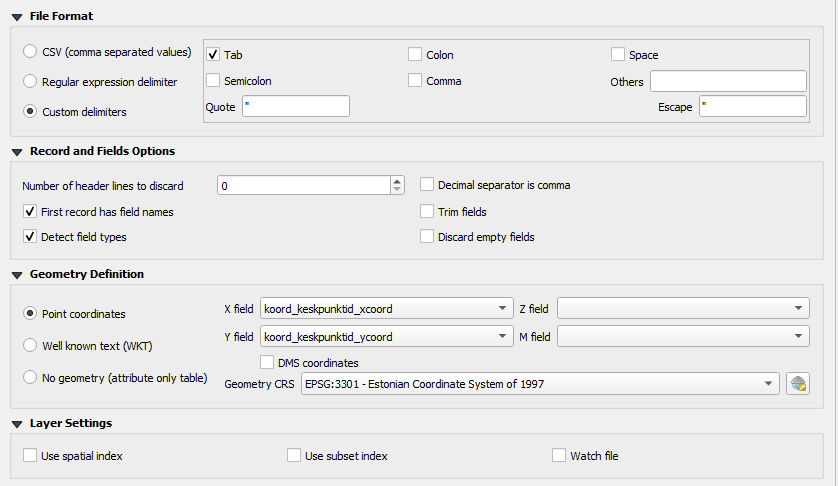 File Format
CSV (comma separated values)
Tab
Colon
Space
Regular expression delimiter
Semicolon
Comma
Others
Custom delimiters
Quote "
Escape "
Record and Fields Options
Number of header lines to discard 0
Decimal separator is comma
First record has field names
Trim fields
Detect field types
Discard empty fields
Geometry Definition
Point coordinates
X field koord_keskpunktid_xcoord
Z field
Well known text (WKT)
Y field koord_keskpunktid_ycoord
M field
DMS coordinates
No geometry (attribute only table)
Geometry CRS EPSG:3301 - Estonian Coordinate System of 1997
Layer Settings
Use spatial index
Use subset index
Watch file